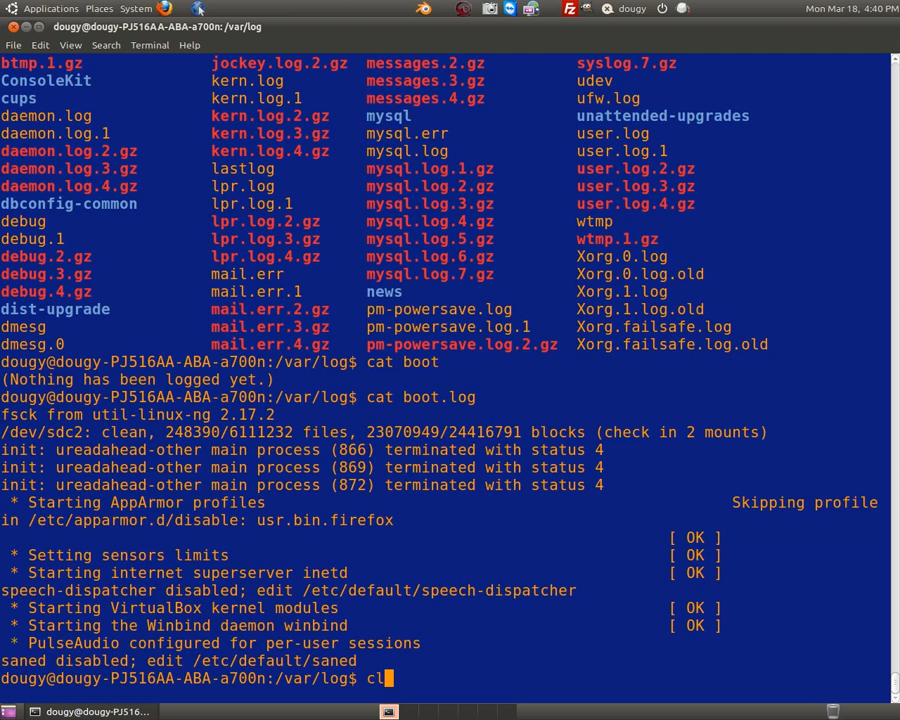 Applications Places System dougy Mon Mar 18, 4:40 PM
dougy@dougy-PJ516AA-ABA-a700n: /var/log
File Edit View Search Terminal Help
btmp.1.gz jockey.log.2.gz messages.2.gz syslog.7.gz
ConsoleKit kern.log messages.3.gz udev
cups kern.log.1 messages.4.gz ufw.log
daemon.log kern.log.2.gz mysql unattended-upgrades
daemon.log.1 kern.log.3.gz mysql.err user.log
daemon.log.2.gz kern.log.4.gz mysql.log user.log.1
daemon.log.3.gz lastlog mysql.log.1.gz user.log.2.gz
daemon.log.4.gz lpr.log mysql.log.2.gz user.log.3.gz
dbconfig-common lpr.log.1 mysql.log.3.gz user.log.4.gz
debug lpr.log.2.gz mysql.log.4.gz wtmp
debug.1 lpr.log.3.gz mysql.log.5.gz wtmp.1.gz
debug.2.gz lpr.log.4.gz mysql.log.6.gz Xorg.0.log
debug.3.gz mail.err mysql.log.7.gz Xorg.0.log.old
debug.4.gz mail.err.1 news Xorg.1.log
dist-upgrade mail.err.2.gz pm-powersave.log Xorg.1.log.old
dmesg mail.err.3.gz pm-powersave.log.1 Xorg.failsafe.log
dmesg.0 mail.err.4.gz pm-powersave.log.2.gz Xorg.failsafe.log.old
dougy@dougy-PJ516AA-ABA-a700n:/var/log$ cat boot
(Nothing has been logged yet.)
dougy@dougy-PJ516AA-ABA-a700n:/var/log$ cat boot.log
fsck from util-linux-ng 2.17.2
/dev/sdc2: clean, 248390/6111232 files, 23070949/24416791 blocks (check in 2 mounts)
init: ureadahead-other main process (866) terminated with status 4
init: ureadahead-other main process (869) terminated with status 4
init: ureadahead-other main process (872) terminated with status 4
* Starting AppArmor profiles Skipping profile
in /etc/apparmor.d/disable: usr.bin.firefox
[ OK ]
* Setting sensors limits [ OK ]
* Starting internet superserver inetd [ OK ]
speech-dispatcher disabled; edit /etc/default/speech-dispatcher
* Starting VirtualBox kernel modules [ OK ]
* Starting the Winbind daemon winbind [ OK ]
* PulseAudio configured for per-user sessions
saned disabled; edit /etc/default/saned
dougy@dougy-PJ516AA-ABA-a700n:/var/log$ cl
dougy@dougy-PJ516...